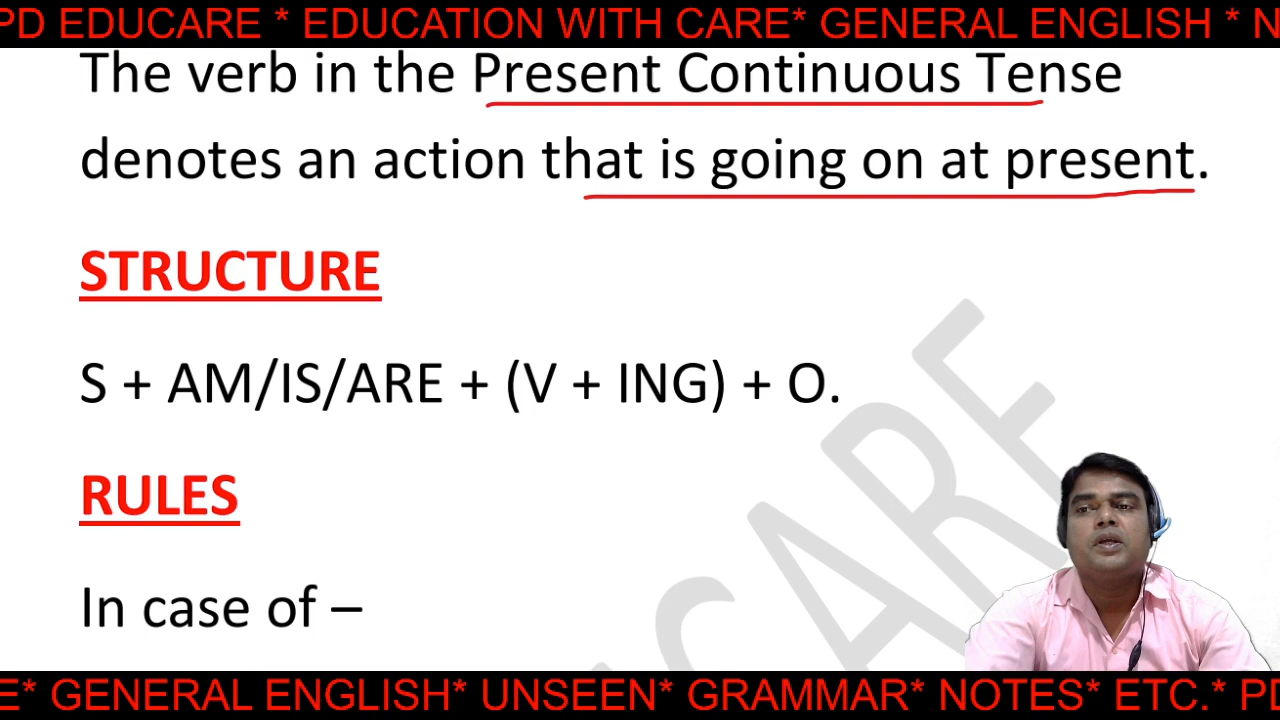 PD EDUCARE * EDUCATION WITH CARE* GENERAL ENGLISH * N
The verb in the Present Continuous Tense
denotes an action that is going on at present.
STRUCTURE
S + AM/IS/ARE + (V + ING) + O.
RULES
In case of –
CARE
E* GENERAL ENGLISH* UNSEEN* GRAMMAR* NOTES* ETC.* PD